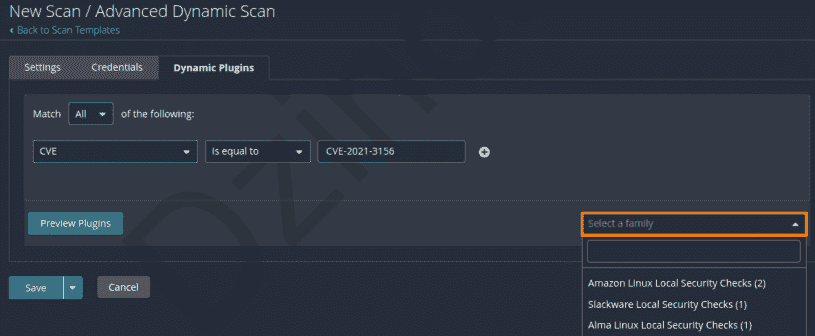 New Scan / Advanced Dynamic Scan
Back to Scan Templates
Settings Credentials Dynamic Plugins
Match All of the following:
CVE is equal to CVE-2021-3156
Preview Plugins Select a family
Amazon Linux Local Security Checks (2)
Save Cancel
Slackware Local Security Checks (1)
Alma Linux Local Security Checks (1)